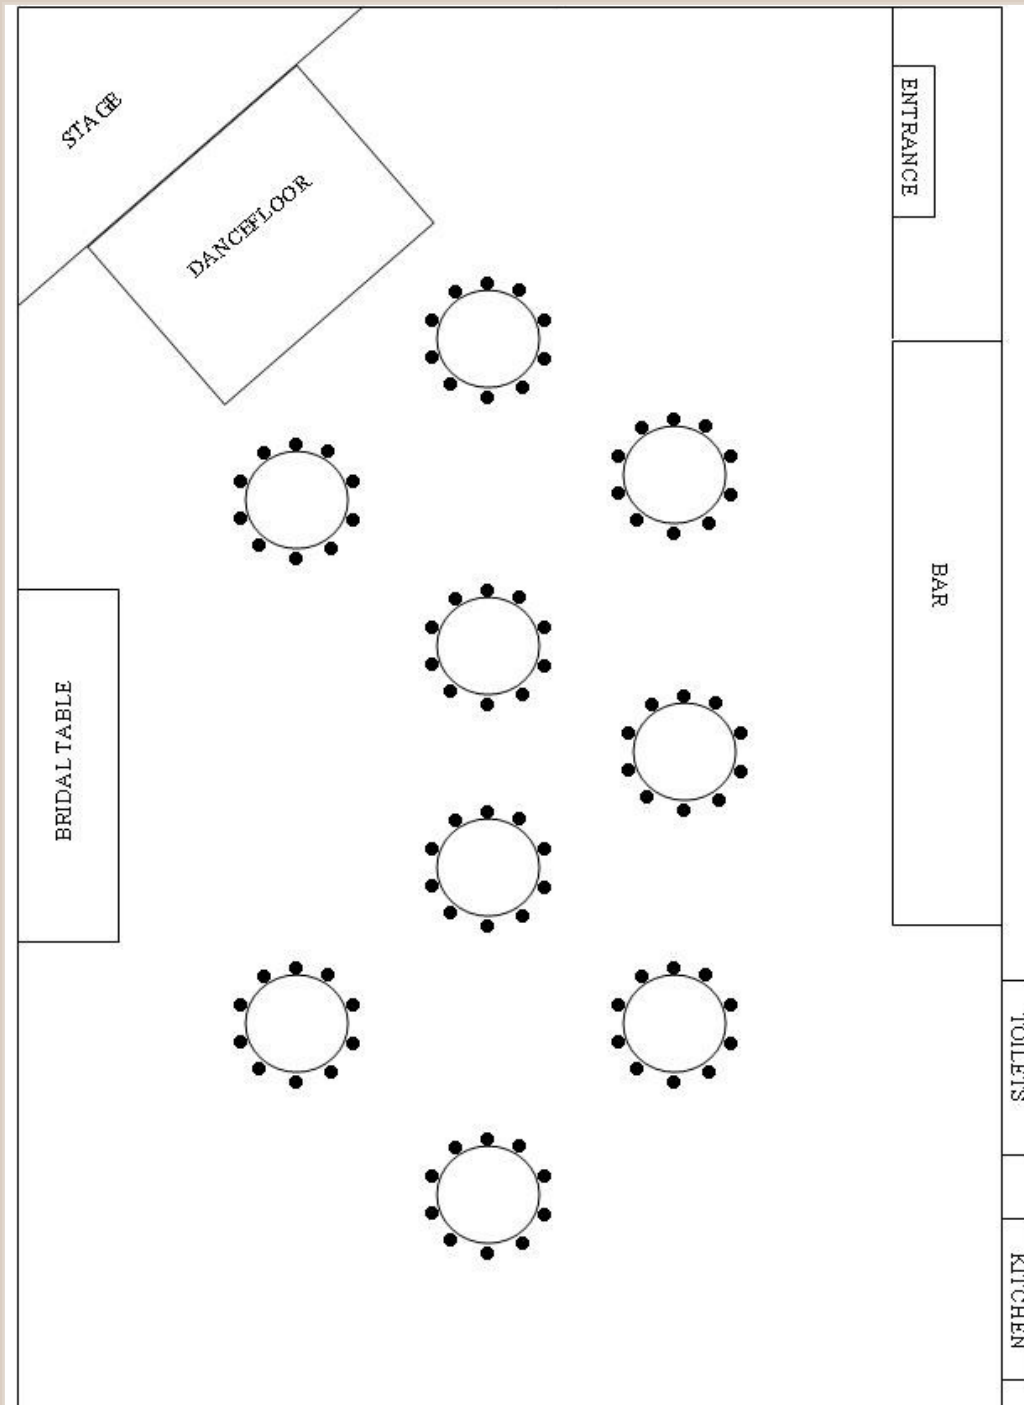 STAGE
ENTRANCE
DANCEFLOOR
BAR
BRIDAL TABLE
TOILETS
KITCHEN